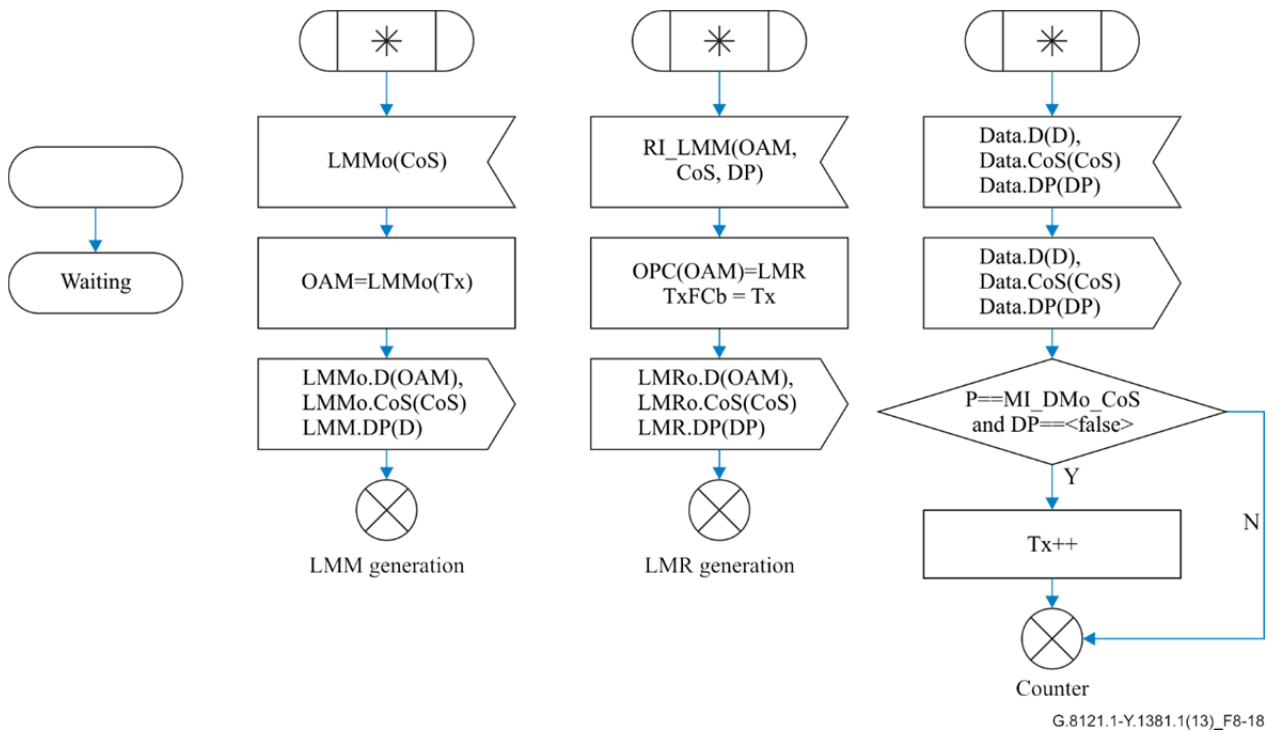 Waiting
LMMo(CoS)
OAM=LMMo(Tx)
LMMo.D(OAM),
LMMo.CoS(CoS)
LMM.DP(D)
LMM generation
RI_LMM(OAM,
CoS, DP)
OPC(OAM)=LMR
TxFCb = Tx
LMRo.D(OAM),
LMRo.CoS(CoS)
LMR.DP(DP)
LMR generation
Data.D(D),
Data.CoS(CoS)
Data.DP(DP)
Data.D(D),
Data.CoS(CoS)
Data.DP(DP)
P==MI_DMo_CoS
and DP==<false>
Y
N
Tx++
Counter
G.8121.1-Y.1381.1(13)_F8-18